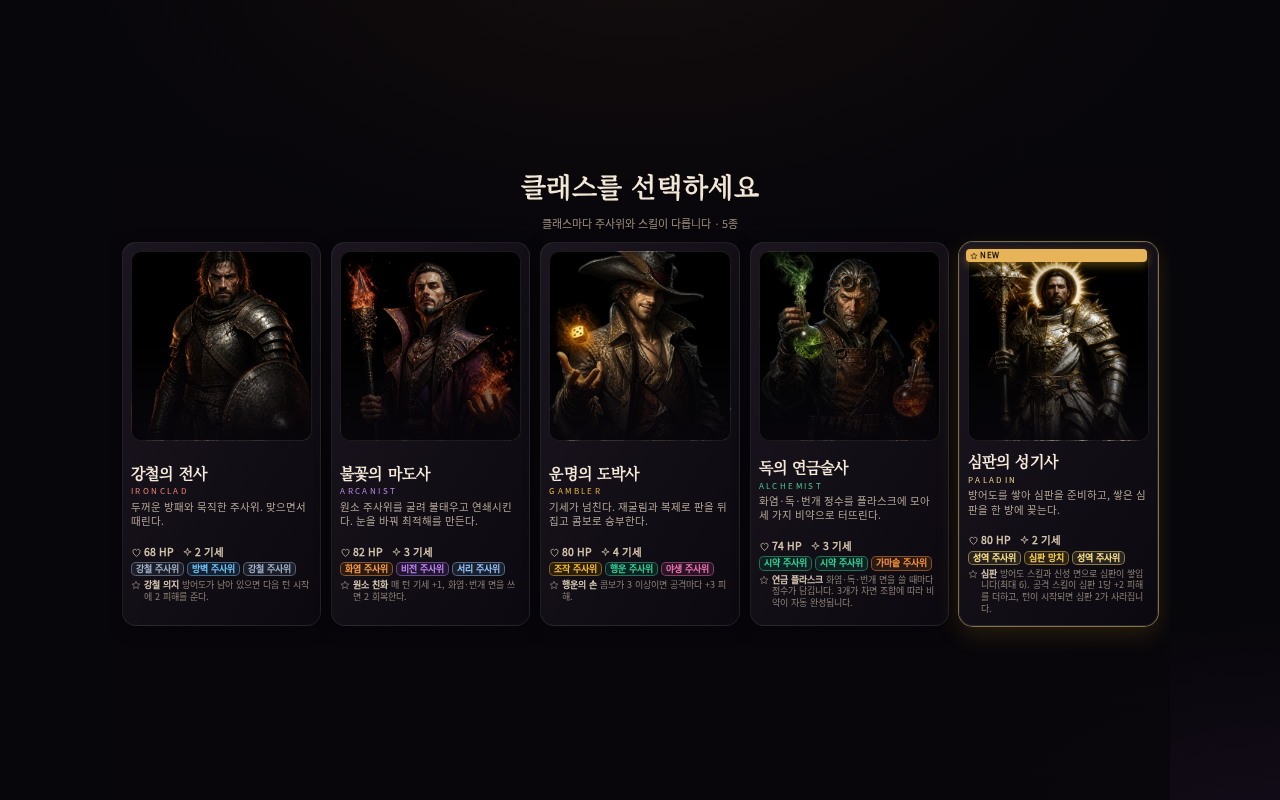 클래스를 선택하세요
클래스마다 주사위와 스킬이 다릅니다 · 5종
강철의 전사
IRONCLAD
두꺼운 방패와 묵직한 주사위. 맞으면서
때린다.
68 HP 2 기세
강철 주사위 방벽 주사위 강철 주사위
강철 의지 방어도가 남아 있으면 다음 턴 시작
에 2 피해를 준다.
불꽃의 마도사
ARCANIST
원소 주사위를 굴려 불태우고 연쇄시킨
다. 눈을 바꿔 최적해를 만든다.
82 HP 3 기세
화염 주사위 비전 주사위 서리 주사위
원소 친화 매 턴 기세 +1, 화염·번개 면을 쓰
면 2 회복한다.
운명의 도박사
GAMBLER
기세가 넘친다. 재굴림과 복제로 판을 뒤
집고 콤보로 승부한다.
80 HP 4 기세
조작 주사위 행운 주사위 야생 주사위
행운의 손 콤보가 3 이상이면 공격마다 +3 피
해.
독의 연금술사
ALCHEMIST
화염·독·번개 정수를 플라스크에 모아
세 가지 비약으로 터뜨린다.
74 HP 3 기세
시약 주사위 시약 주사위 가마솥 주사위
연금 플라스크 화염·독·번개 면을 쓸 때마다
정수가 담깁니다. 3개가 차면 조합에 따라 비
약이 자동 완성됩니다.
NEW
심판의 성기사
PALADIN
방어도를 쌓아 심판을 준비하고, 쌓은 심
판을 한 방에 꽂는다.
80 HP 2 기세
성역 주사위 심판 망치 성역 주사위
심판 방어도 스킬과 신성 면으로 심판이 쌓입
니다(최대 6). 공격 스킬이 심판 1당 +2 피해
를 더하고, 턴이 시작되면 심판 2가 사라집니
다.